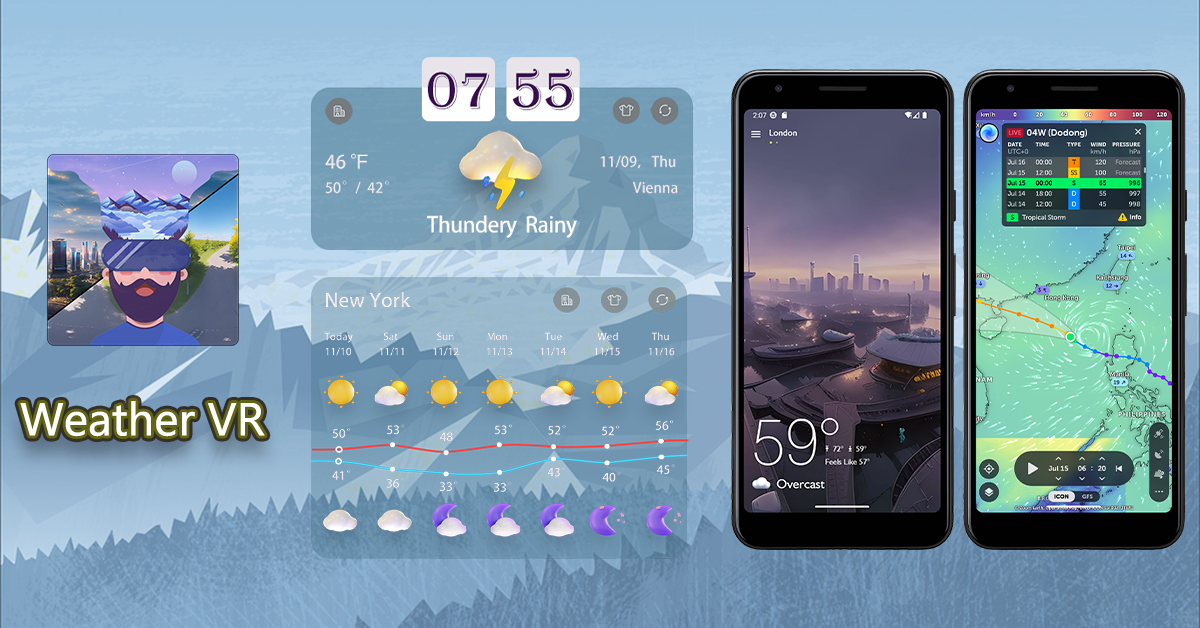 Weather VR
07 55
46 °F
50° / 42°
11/09, Thu
Vienna
Thundery Rainy
New York
Today Sat Sun Mon Tue Wed Thu
11/10 11/11 11/12 11/13 11/14 11/15 11/16
50° 53° 48 53° 52° 52° 56°
41° 36 33° 33 43 40 45°
2:07
London
59°
72° 59°
Feels Like 57°
Overcast
km/h 0 20 40 60 80 100 120
LIVE 04W (Dodong)
DATE TIME TYPE WIND PRESSURE
UTC+0 km/h hPa
Jul 16 00:00 T 120 Forecast
Jul 15 12:00 SS 100 Forecast
Jul 15 00:00 S 65 996
Jul 14 18:00 D 55 997
Jul 14 12:00 D 45 998
S Tropical Storm Info
Taipei
14
Kaohsiung
12
3
Hong Kong
Manila
19
NAM
PHILIPPINES
Jul 15 06 : 20
ICON GFS